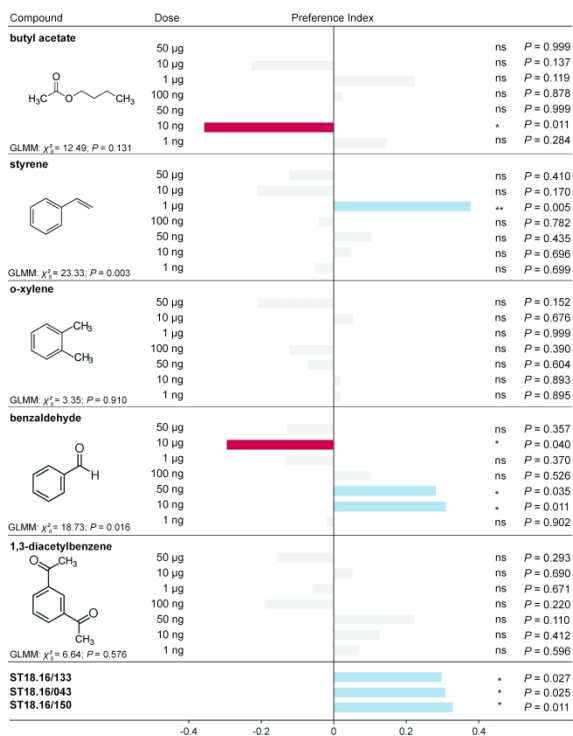 Compound Dose Preference Index
butyl acetate
50 µg ns P = 0.999
10 µg ns P = 0.137
1 µg ns P = 0.119
O
H₃C O CH₃
100 ng ns P = 0.878
50 ng ns P = 0.999
10 ng * P = 0.011
1 ng ns P = 0.284
GLMM: χ²₈ = 12.49; P = 0.131
styrene
50 µg ns P = 0.410
10 µg ns P = 0.170
1 µg ** P = 0.005
100 ng ns P = 0.782
50 ng ns P = 0.435
10 ng ns P = 0.696
1 ng ns P = 0.699
GLMM: χ²₈ = 23.33; P = 0.003
o-xylene
50 µg ns P = 0.152
10 µg ns P = 0.676
CH₃
1 µg ns P = 0.999
100 ng ns P = 0.390
CH₃
50 ng ns P = 0.604
10 ng ns P = 0.893
1 ng ns P = 0.895
GLMM: χ²₈ = 3.35; P = 0.910
benzaldehyde
50 µg ns P = 0.357
10 µg * P = 0.040
O
1 µg ns P = 0.370
H
100 ng ns P = 0.526
50 ng * P = 0.035
10 ng * P = 0.011
1 ng ns P = 0.902
GLMM: χ²₈ = 18.73; P = 0.016
1,3-diacetylbenzene
50 µg ns P = 0.293
O CH₃
10 µg ns P = 0.690
1 µg ns P = 0.671
100 ng ns P = 0.220
O
50 ng ns P = 0.110
10 ng ns P = 0.412
CH₃
1 ng ns P = 0.596
GLMM: χ²₈ = 6.64; P = 0.576
ST18.16/133 * P = 0.027
ST18.16/043 * P = 0.025
ST18.16/150 * P = 0.011
-0.4 -0.2 0 0.2 0.4